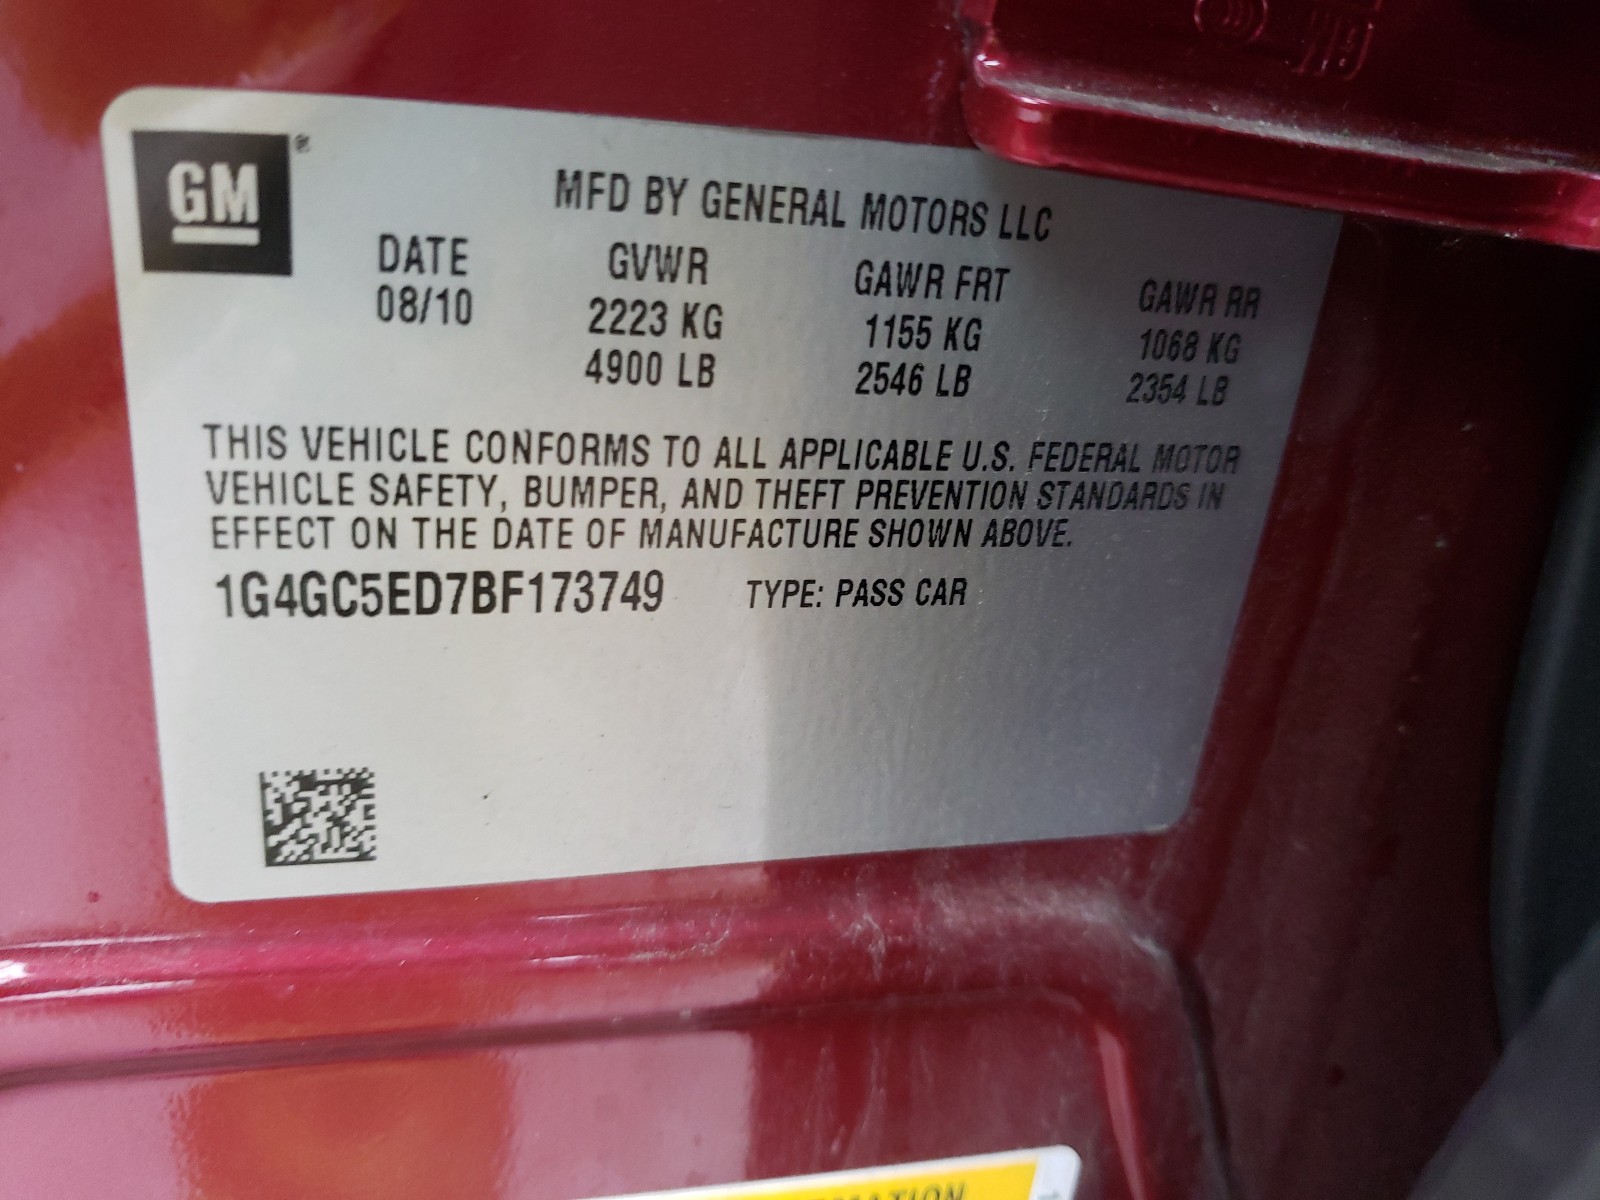 GM®
MFD BY GENERAL MOTORS LLC
DATE GVWR GAWR FRT GAWR RR
08/10 2223 KG 1155 KG 1068 KG
4900 LB 2546 LB 2354 LB
THIS VEHICLE CONFORMS TO ALL APPLICABLE U.S. FEDERAL MOTOR
VEHICLE SAFETY, BUMPER, AND THEFT PREVENTION STANDARDS IN
EFFECT ON THE DATE OF MANUFACTURE SHOWN ABOVE.
1G4GC5ED7BF173749 TYPE: PASS CAR